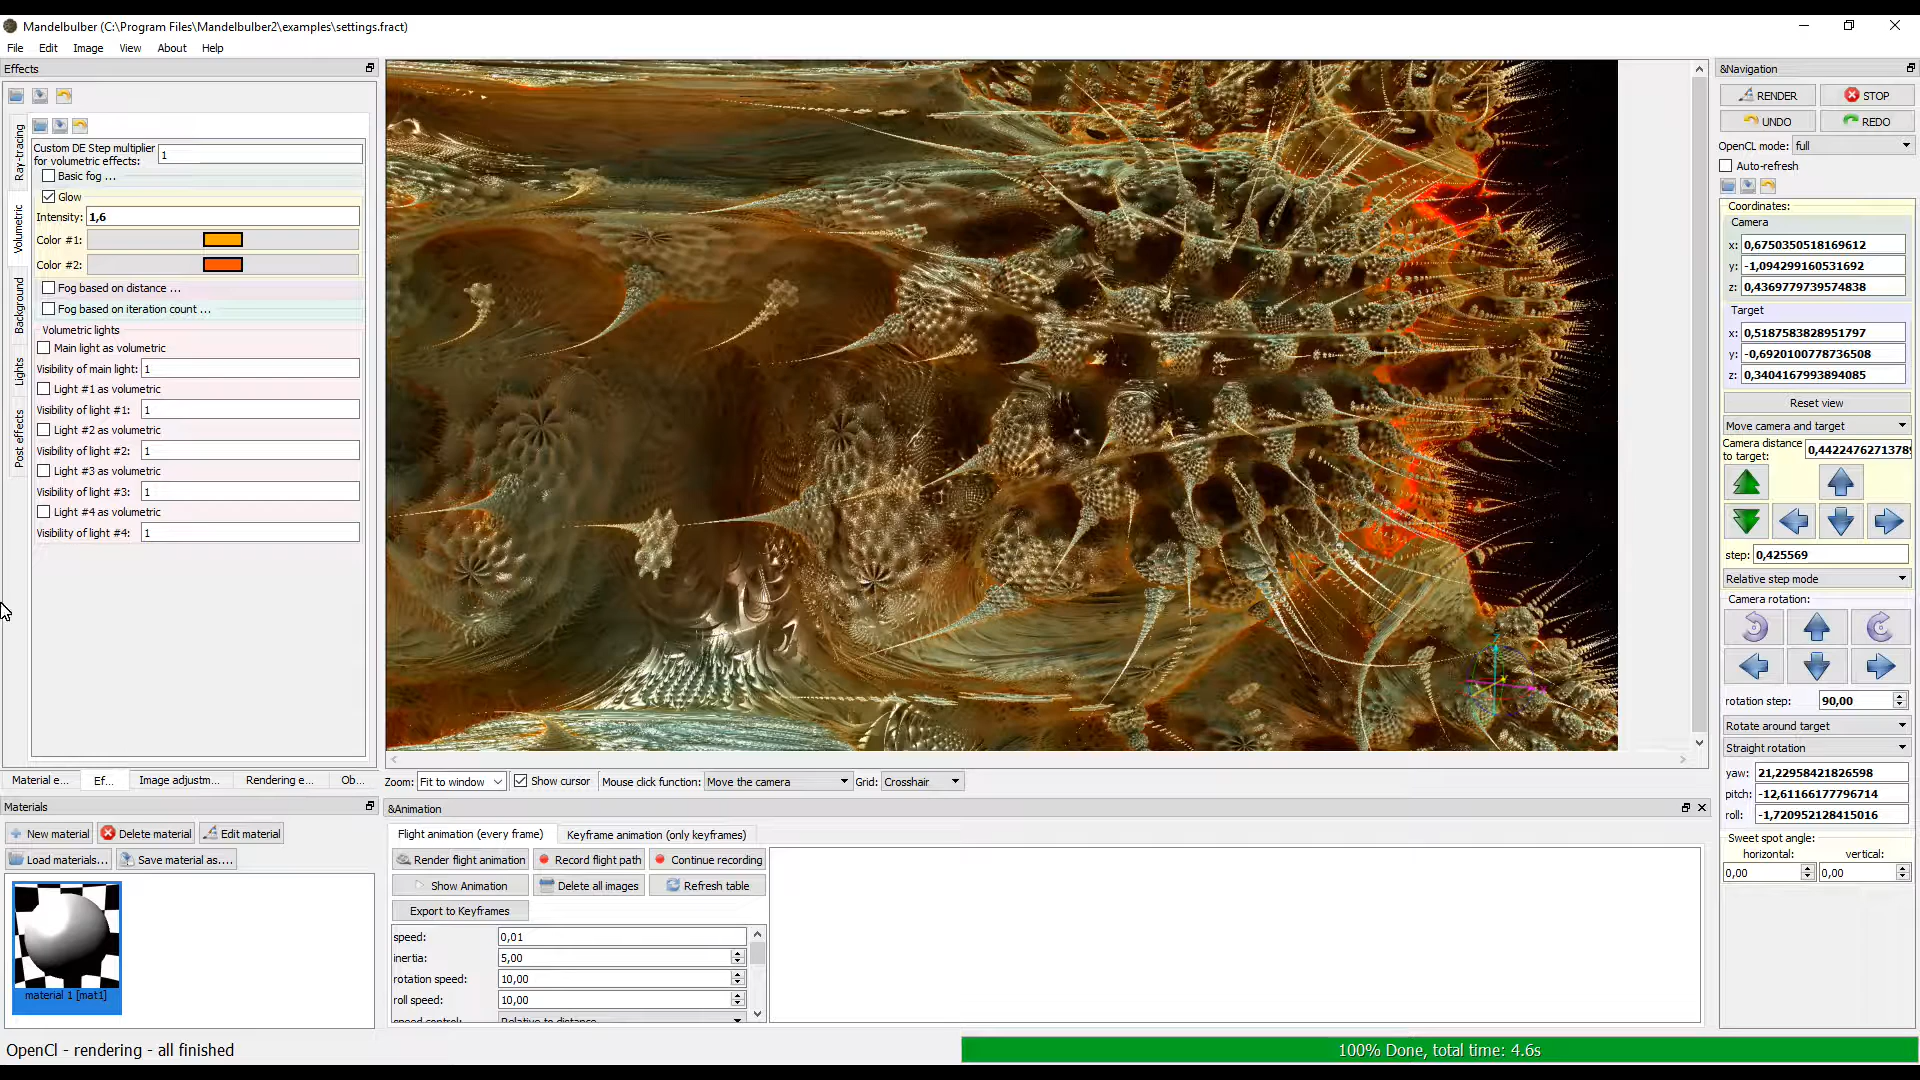 Mandelbulber (C:\Program Files\Mandelbulber2\examples\settings.fract)
File Edit Image View About Help
Effects
Ray-tracing
Volumetric
Background
Lights
Post effects
Custom DE Step multiplier
for volumetric effects: 1
Basic fog ...
Glow
Intensity: 1,6
Color #1:
Color #2:
Fog based on distance ...
Fog based on iteration count ...
Volumetric lights
Main light as volumetric
Visibility of main light: 1
Light #1 as volumetric
Visibility of light #1: 1
Light #2 as volumetric
Visibility of light #2: 1
Light #3 as volumetric
Visibility of light #3: 1
Light #4 as volumetric
Visibility of light #4: 1
Material e... Ef... Image adjustm... Rendering e... Ob...
Materials
New material Delete material Edit material
Load materials... Save material as....
material 1 [mat1]
Zoom: Fit to window Show cursor Mouse click function: Move the camera Grid: Crosshair
&Animation
Flight animation (every frame) Keyframe animation (only keyframes)
Render flight animation Record flight path Continue recording
Show Animation Delete all images Refresh table
Export to Keyframes
speed: 0,01
inertia: 5,00
rotation speed: 10,00
roll speed: 10,00
speed control: Relative to distance
&Navigation
RENDER STOP
UNDO REDO
OpenCL mode: full
Auto-refresh
Coordinates:
Camera
x: 0,6750350518169612
y: -1,094299160531692
z: 0,4369779739574838
Target
x: 0,5187583828951797
y: -0,6920100778736508
z: 0,3404167993894085
Reset view
Move camera and target
Camera distance
to target: 0,4422476271378
step: 0,425569
Relative step mode
Camera rotation:
rotation step: 90,00
Rotate around target
Straight rotation
yaw: 21,22958421826598
pitch: -12,61166177796714
roll: -1,720952128415016
Sweet spot angle:
horizontal: vertical:
0,00 0,00
OpenCl - rendering - all finished
100% Done, total time: 4.6s